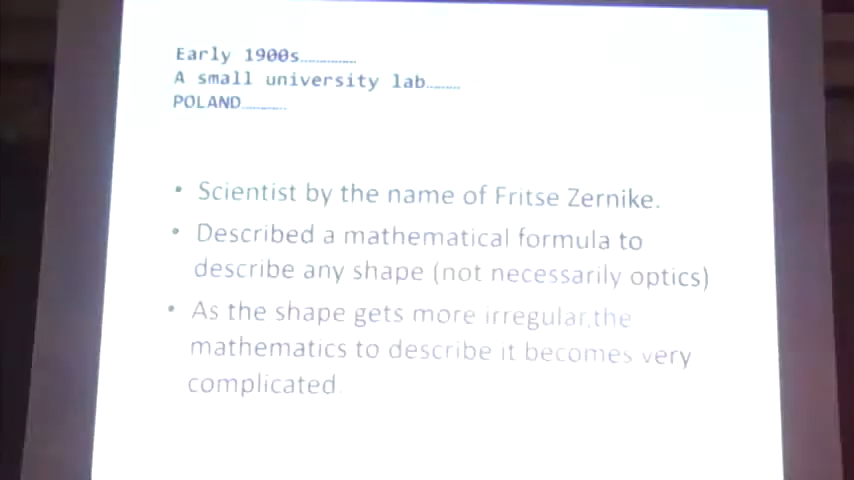 Early 1900s................
A small university lab..........
POLAND.............
• Scientist by the name of Fritse Zernike.
• Described a mathematical formula to
describe any shape (not necessarily optics)
• As the shape gets more irregular,the
mathematics to describe it becomes very
complicated.